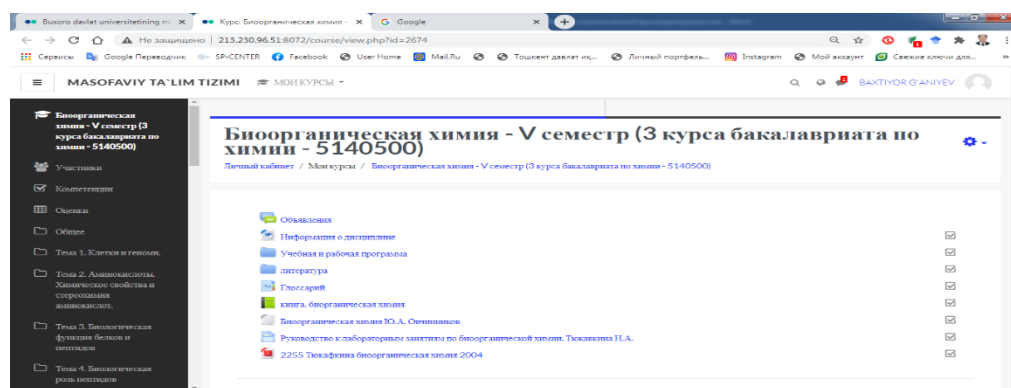 Buxoro davlat universitetining m
Курс: Биоорганическая химия -
Google
Не защищено | 213.230.96.51:8072/course/view.php?id=2674
Сервисы
Google Переводчик
SP-CENTER
Facebook
User Home
Mail.Ru
Тошкент давлат иқ...
Личный портфель...
Instagram
Мой аккаунт
Свежие ключи для...
MASOFAVIY TA`LIM TIZIMI
МОИ КУРСЫ
BAXTIYOR G'ANIYEV
Биоорганическая
химия - V семестр (3
курса бакалавриата по
химии - 5140500)
Участники
Компетенции
Оценки
Общее
Тема 1. Клетки и геноми.
Тема 2. Аминокислоты.
Химическое свойства и
стереохимия
аминокислот.
Тема 3. Биологическая
функция белков и
пептидов
Тема 4. Биологическая
роль пептидов
Биоорганическая химия - V семестр (3 курса бакалавриата по
химии - 5140500)
Личный кабинет / Мои курсы / Биоорганическая химия - V семестр (3 курса бакалавриата по химии - 5140500)
Объявления
Информация о дисциплине
Учебная и рабочая программа
литература
Глоссарий
книга. биорганическая химия
Биоорганическая химия Ю.А. Овчинников
Руководство к лабораторным занятиям по биоорганической химии. Тюкавкина Н.А.
2255 Тюкафкина биоорганическая химия 2004